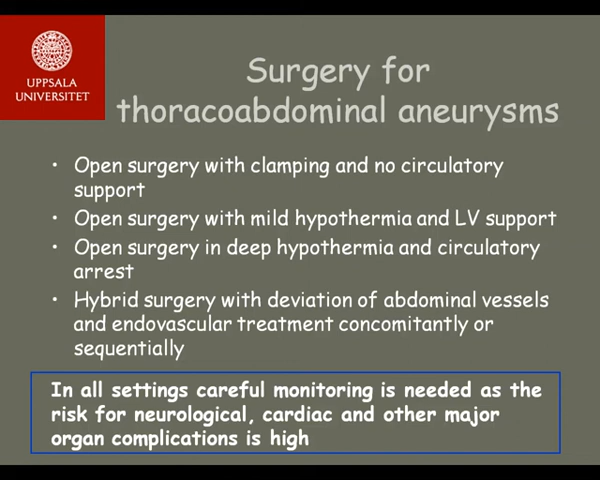 UPPSALA
UNIVERSITET
Surgery for
thoracoabdominal aneurysms
• Open surgery with clamping and no circulatory
support
• Open surgery with mild hypothermia and LV support
• Open surgery in deep hypothermia and circulatory
arrest
• Hybrid surgery with deviation of abdominal vessels
and endovascular treatment concomitantly or
sequentially
In all settings careful monitoring is needed as the
risk for neurological, cardiac and other major
organ complications is high